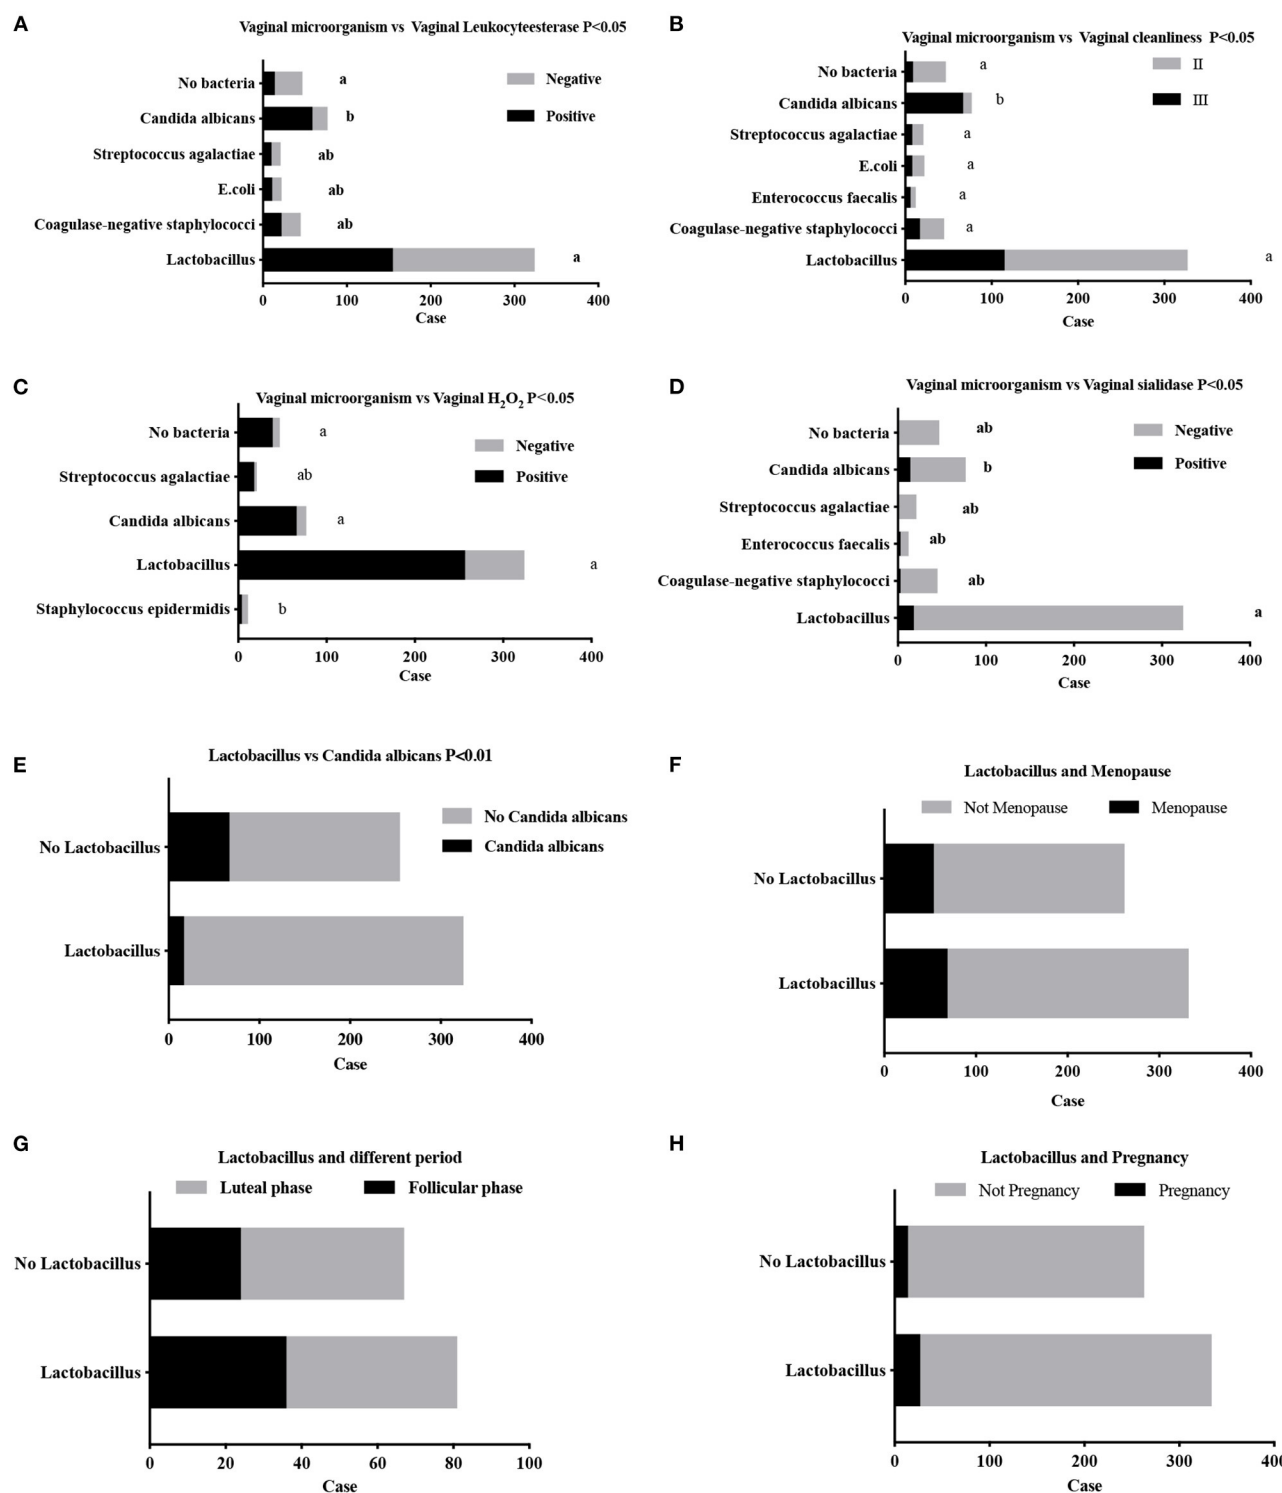 A
Vaginal microorganism vs Vaginal Leukocyteesterase P<0.05
No bacteria a Negative
Candida albicans b Positive
Streptococcus agalactiae ab
E.coli ab
Coagulase-negative staphylococci ab
Lactobacillus a
0 100 200 300 400
Case
B
Vaginal microorganism vs Vaginal cleanliness P<0.05
No bacteria a II
Candida albicans b III
Streptococcus agalactiae a
E.coli a
Enterococcus faecalis a
Coagulase-negative staphylococci a
Lactobacillus a
0 100 200 300 400
Case
C
Vaginal microorganism vs Vaginal H₂O₂ P<0.05
No bacteria a Negative
Streptococcus agalactiae ab Positive
Candida albicans a
Lactobacillus a
Staphylococcus epidermidis b
0 100 200 300 400
Case
D
Vaginal microorganism vs Vaginal sialidase P<0.05
No bacteria ab Negative
Candida albicans b Positive
Streptococcus agalactiae ab
Enterococcus faecalis ab
Coagulase-negative staphylococci ab
Lactobacillus a
0 100 200 300 400
Case
E
Lactobacillus vs Candida albicans P<0.01
No Candida albicans
Candida albicans
No Lactobacillus
Lactobacillus
0 100 200 300 400
Case
F
Lactobacillus and Menopause
Not Menopause Menopause
No Lactobacillus
Lactobacillus
0 100 200 300 400
Case
G
Lactobacillus and different period
Luteal phase Follicular phase
No Lactobacillus
Lactobacillus
0 20 40 60 80 100
Case
H
Lactobacillus and Pregnancy
Not Pregnancy Pregnancy
No Lactobacillus
Lactobacillus
0 100 200 300 400
Case